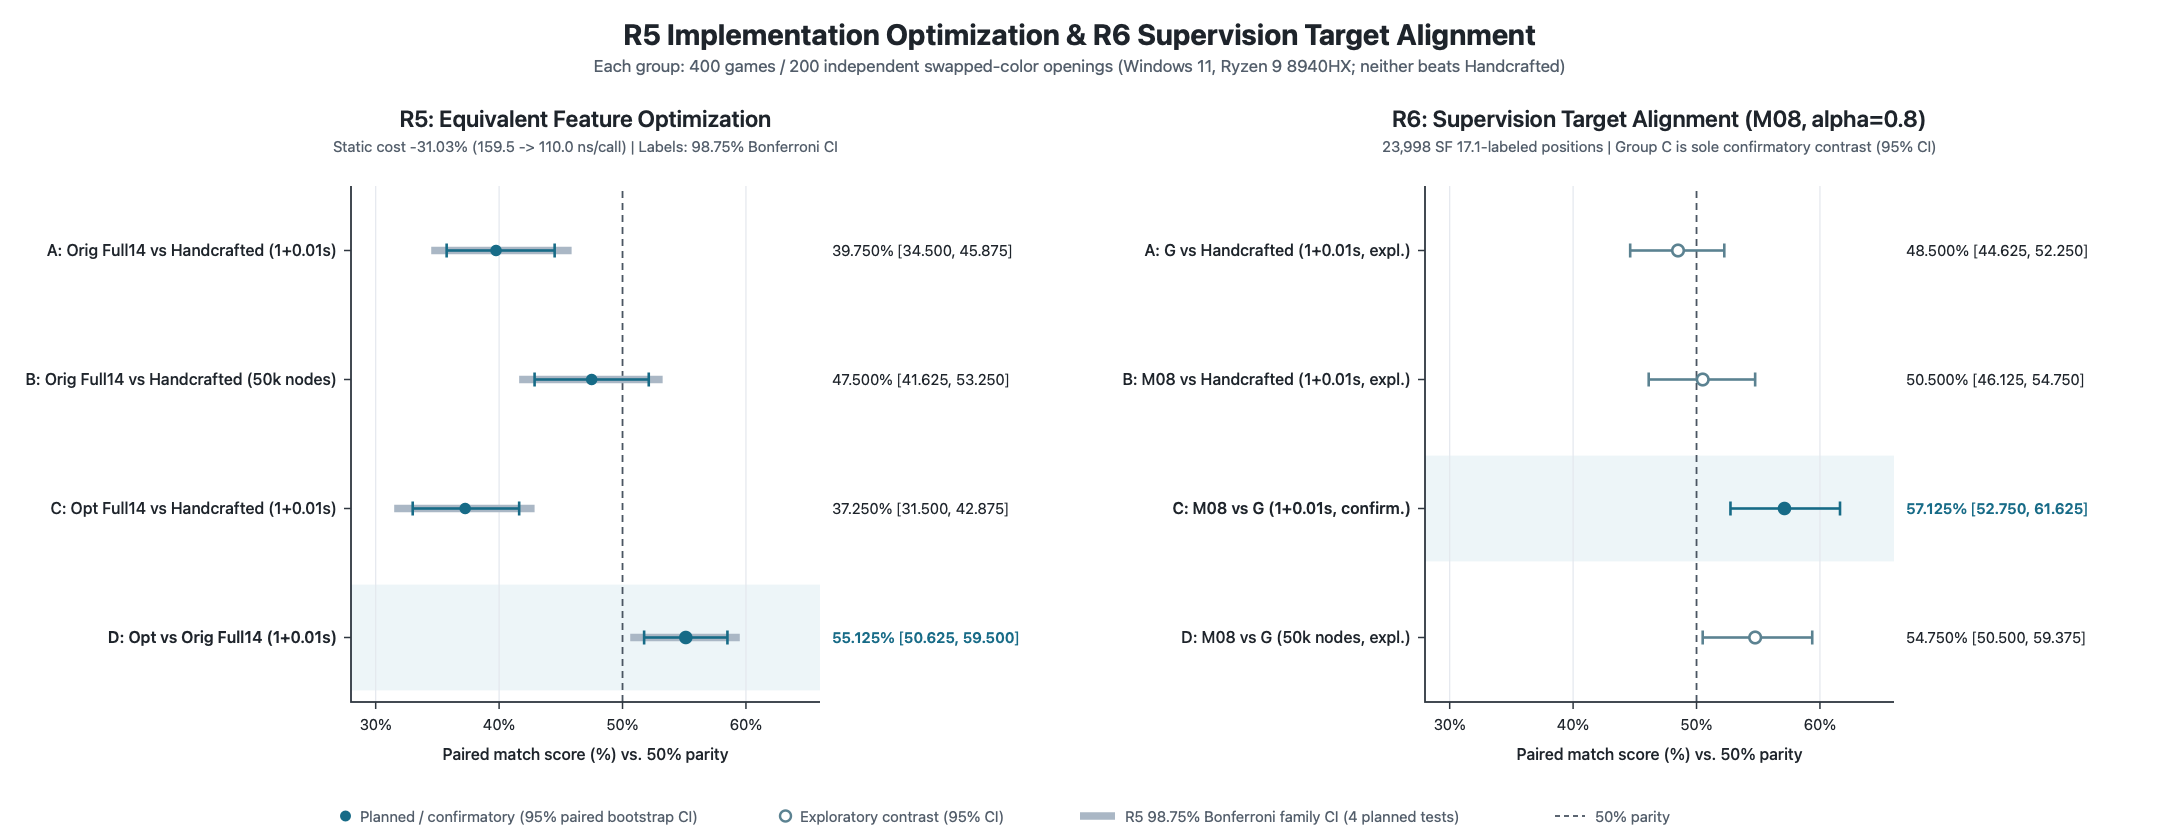 R5 Implementation Optimization & R6 Supervision Target Alignment
Each group: 400 games / 200 independent swapped-color openings (Windows 11, Ryzen 9 8940HX; neither beats Handcrafted)
R5: Equivalent Feature Optimization
Static cost -31.03% (159.5 -> 110.0 ns/call) | Labels: 98.75% Bonferroni CI
A: Orig Full14 vs Handcrafted (1+0.01s)
39.750% [34.500, 45.875]
B: Orig Full14 vs Handcrafted (50k nodes)
47.500% [41.625, 53.250]
C: Opt Full14 vs Handcrafted (1+0.01s)
37.250% [31.500, 42.875]
D: Opt vs Orig Full14 (1+0.01s)
55.125% [50.625, 59.500]
30%
40%
50%
60%
Paired match score (%) vs. 50% parity
R6: Supervision Target Alignment (M08, alpha=0.8)
23,998 SF 17.1-labeled positions | Group C is sole confirmatory contrast (95% CI)
A: G vs Handcrafted (1+0.01s, expl.)
48.500% [44.625, 52.250]
B: M08 vs Handcrafted (1+0.01s, expl.)
50.500% [46.125, 54.750]
C: M08 vs G (1+0.01s, confirm.)
57.125% [52.750, 61.625]
D: M08 vs G (50k nodes, expl.)
54.750% [50.500, 59.375]
30%
40%
50%
60%
Paired match score (%) vs. 50% parity
Planned / confirmatory (95% paired bootstrap CI)
Exploratory contrast (95% CI)
R5 98.75% Bonferroni family CI (4 planned tests)
50% parity